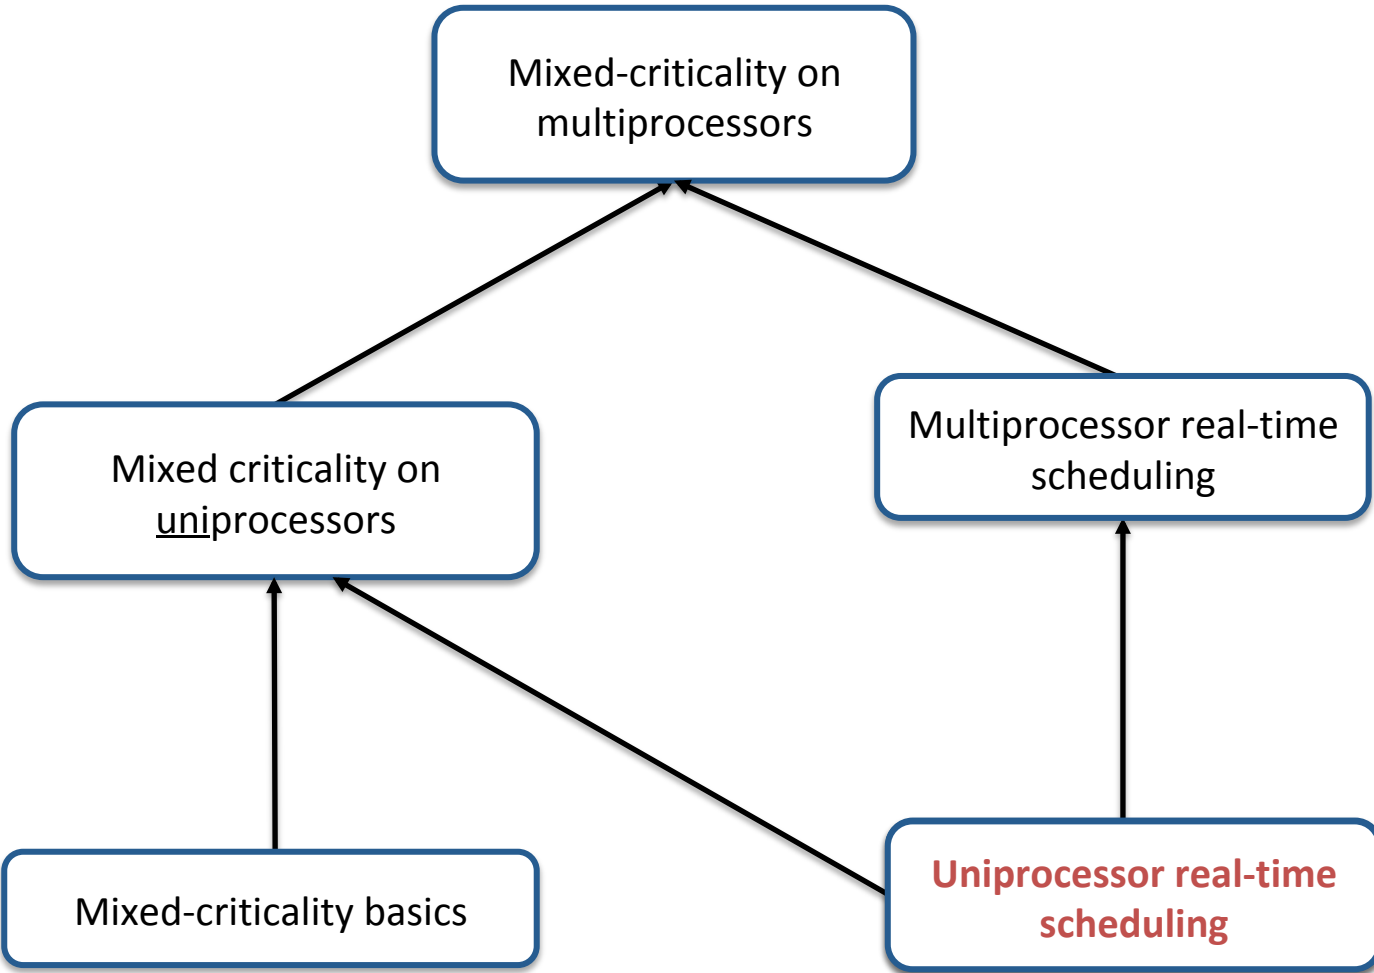 Mixed-criticality on
multiprocessors
Mixed criticality on
uniprocessors
Multiprocessor real-time
scheduling
Mixed-criticality basics
Uniprocessor real-time
scheduling